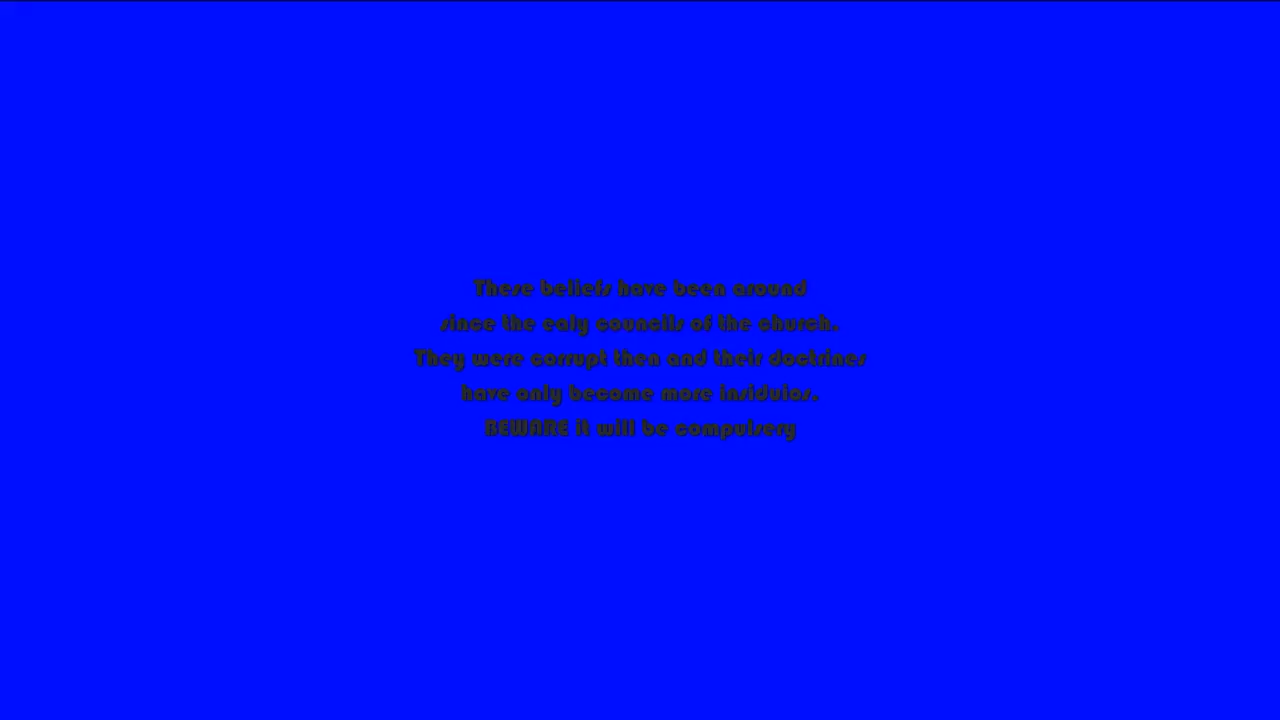 These beliefs have been around
since the ealy councils of the church.
They were corrupt then and their doctrines
have only become more insiduios.
BEWARE it will be compulsery